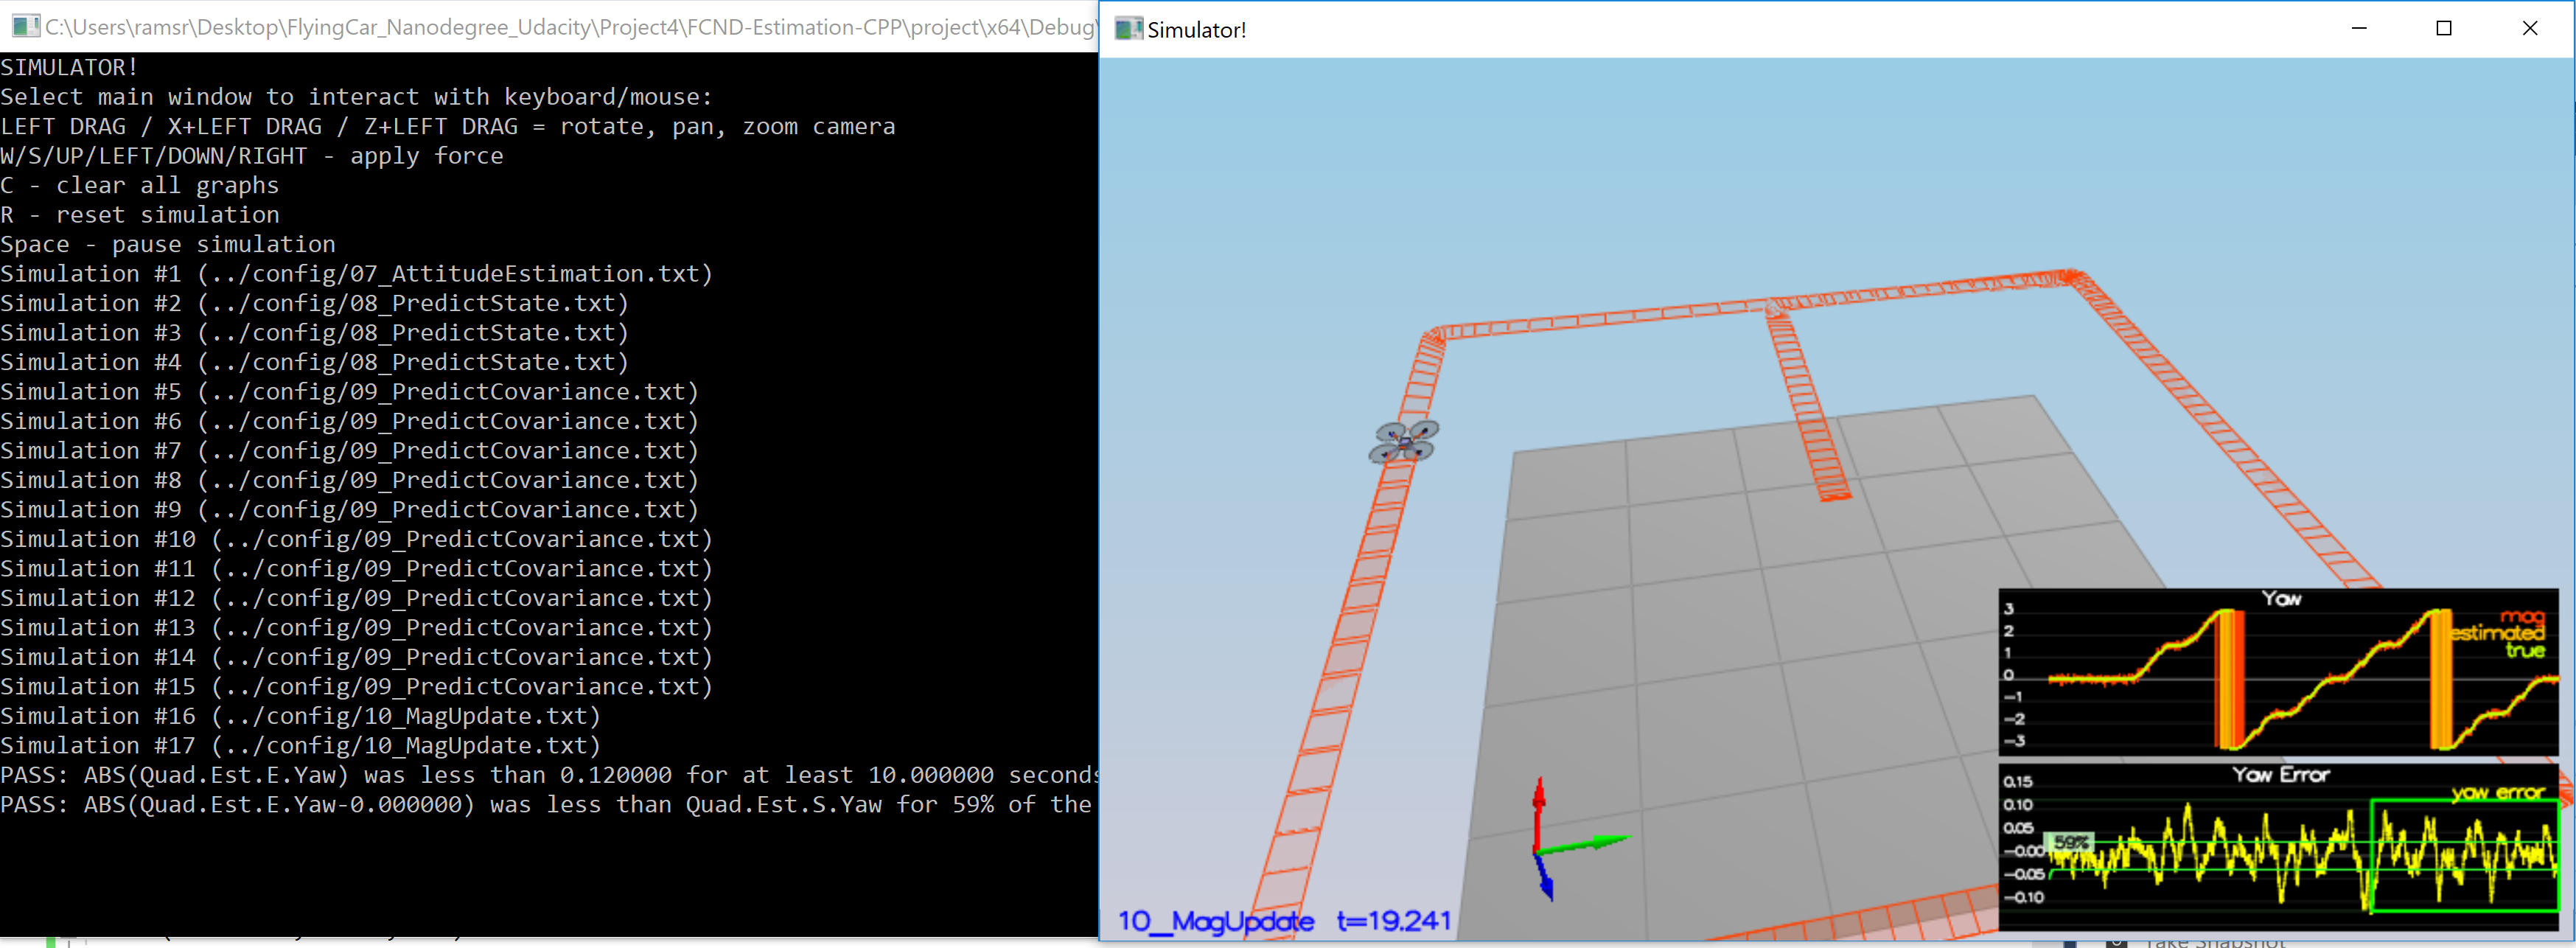 C:\Users\ramsr\Desktop\FlyingCar_Nanodegree_Udacity\Project4\FCND-Estimation-CPP\project\x64\Debug\
SIMULATOR!
Select main window to interact with keyboard/mouse:
LEFT DRAG / X+LEFT DRAG / Z+LEFT DRAG = rotate, pan, zoom camera
W/S/UP/LEFT/DOWN/RIGHT - apply force
C - clear all graphs
R - reset simulation
Space - pause simulation
Simulation #1 (../config/07_AttitudeEstimation.txt)
Simulation #2 (../config/08_PredictState.txt)
Simulation #3 (../config/08_PredictState.txt)
Simulation #4 (../config/08_PredictState.txt)
Simulation #5 (../config/09_PredictCovariance.txt)
Simulation #6 (../config/09_PredictCovariance.txt)
Simulation #7 (../config/09_PredictCovariance.txt)
Simulation #8 (../config/09_PredictCovariance.txt)
Simulation #9 (../config/09_PredictCovariance.txt)
Simulation #10 (../config/09_PredictCovariance.txt)
Simulation #11 (../config/09_PredictCovariance.txt)
Simulation #12 (../config/09_PredictCovariance.txt)
Simulation #13 (../config/09_PredictCovariance.txt)
Simulation #14 (../config/09_PredictCovariance.txt)
Simulation #15 (../config/09_PredictCovariance.txt)
Simulation #16 (../config/10_MagUpdate.txt)
Simulation #17 (../config/10_MagUpdate.txt)
PASS: ABS(Quad.Est.E.Yaw) was less than 0.120000 for at least 10.000000 seconds
PASS: ABS(Quad.Est.E.Yaw-0.000000) was less than Quad.Est.S.Yaw for 59% of the
Simulator!
Yaw
3
2
1
0
-1
-2
-3
mag
estimated
true
Yaw Error
0.15
0.10
0.05
-0.00
-0.05
-0.10
yaw error
59%
10_MagUpdate t=19.241
Take Snapshot